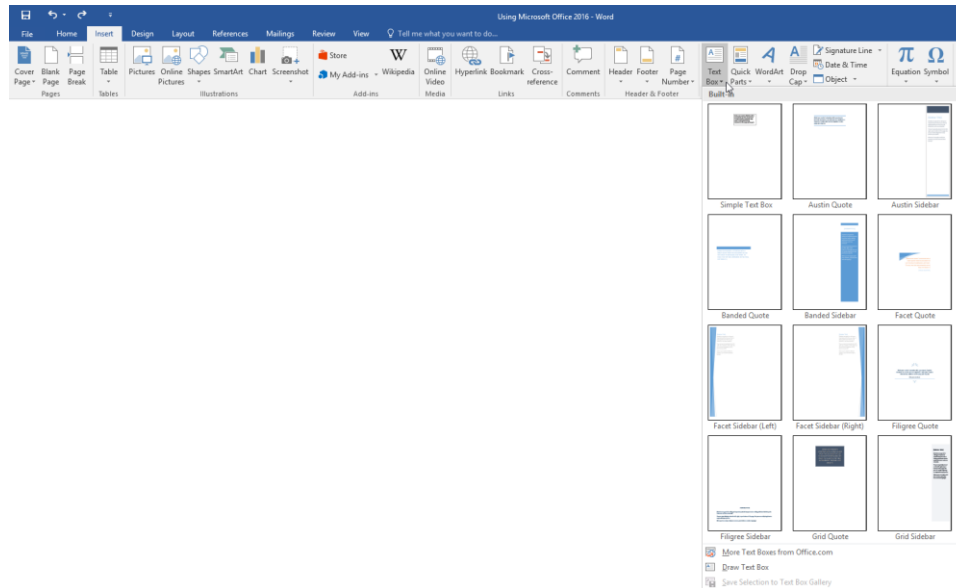 Using Microsoft Office 2016 - Word
File Home Insert Design Layout References Mailings Review View Tell me what you want to do...
Cover Page
Blank Page
Page Break
Table
Pictures
Online Pictures
Shapes
SmartArt
Chart
Screenshot
Store
My Add-ins
Wikipedia
Online Video
Hyperlink
Bookmark
Cross-reference
Comment
Header
Footer
Page Number
Text Box
Quick Parts
WordArt
Drop Cap
Signature Line
Date & Time
Object
Equation
Symbol
Pages Tables Illustrations Add-ins Media Links Comments Header & Footer
Built-in
Simple Text Box Austin Quote Austin Sidebar
Banded Quote Banded Sidebar Facet Quote
Facet Sidebar (Left) Facet Sidebar (Right) Filigree Quote
Filigree Sidebar Grid Quote Grid Sidebar
More Text Boxes from Office.com
Draw Text Box
Save Selection to Text Box Gallery